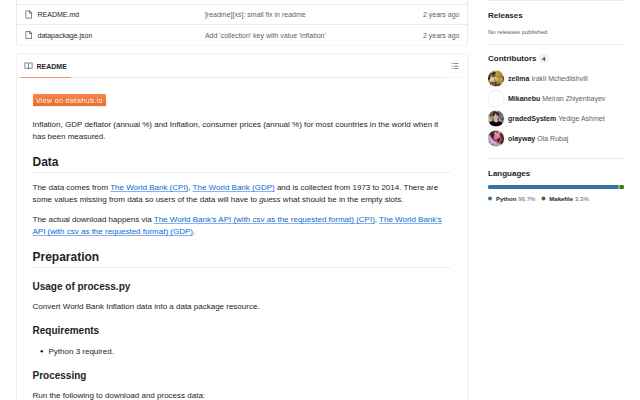 README.md [readme][xs]: small fix in readme 2 years ago
datapackage.json Add 'collection' key with value 'inflation' 2 years ago
README
View on datahub.io
Inflation, GDP deflator (annual %) and Inflation, consumer prices (annual %) for most countries in the world when it
has been measured.
Data
The data comes from The World Bank (CPI), The World Bank (GDP) and is collected from 1973 to 2014. There are
some values missing from data so users of the data will have to guess what should be in the empty slots.
The actual download happens via The World Bank's API (with csv as the requested format) (CPI), The World Bank's
API (with csv as the requested format) (GDP).
Preparation
Usage of process.py
Convert World Bank Inflation data into a data package resource.
Requirements
• Python 3 required.
Processing
Run the following to download and process data:
Releases
No releases published
Contributors 4
zelima Irakli Mchedlishvili
Mikanebu Meiran Zhiyenbayev
gradedSystem Yedige Ashmet
olayway Ola Rubaj
Languages
Python 96.7% Makefile 3.3%